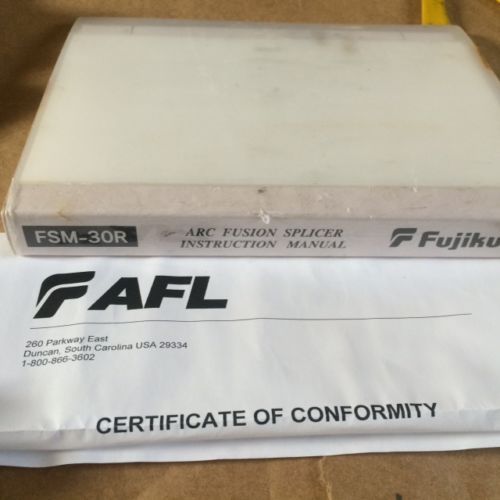 FSM-30R
ARC FUSION SPLICER
INSTRUCTION MANUAL
Fujiku
AFL
260 Parkway East
Duncan, South Carolina USA 29334
1-800-866-3602
CERTIFICATE OF CONFORMITY